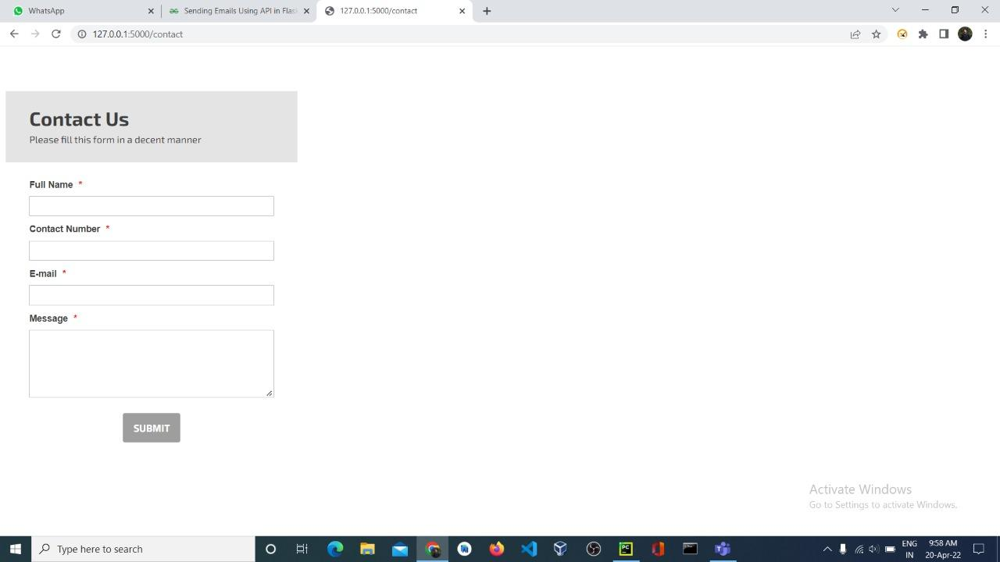 WhatsApp
Sending Emails Using API in Flas
127.0.0.1:5000/contact
127.0.0.1:5000/contact
Contact Us
Please fill this form in a decent manner
Full Name *
Contact Number *
E-mail *
Message *
SUBMIT
Activate Windows
Go to Settings to activate Windows.
Type here to search
ENG
IN
9:58 AM
20-Apr-22